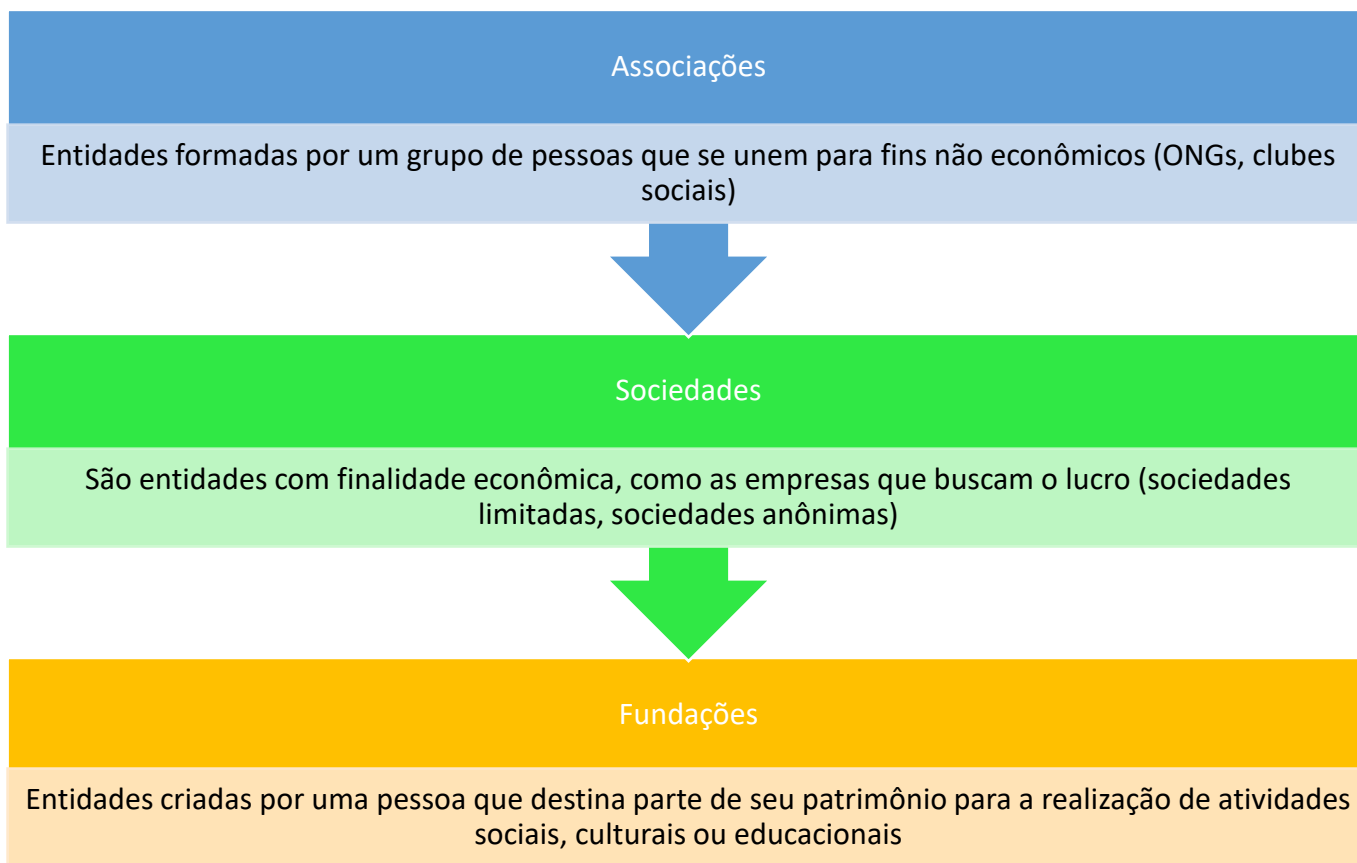 Associações
Entidades formadas por um grupo de pessoas que se unem para fins não econômicos (ONGs, clubes
sociais)
Sociedades
São entidades com finalidade econômica, como as empresas que buscam o lucro (sociedades
limitadas, sociedades anônimas)
Fundações
Entidades criadas por uma pessoa que destina parte de seu patrimônio para a realização de atividades
sociais, culturais ou educacionais